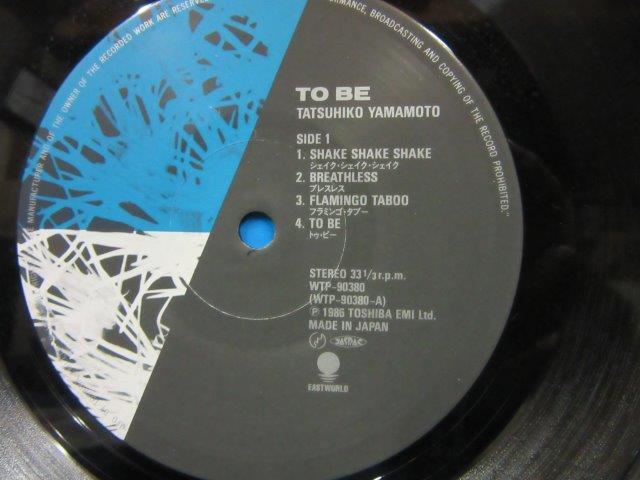 MANUFACTURER AND OF THE OWNER OF THE RECORDED WORK ARE RESERVED.
PERFORMANCE, BROADCASTING AND COPYING OF THE RECORD PROHIBITED."
TO BE
TATSUHIKO YAMAMOTO
SIDE 1
1. SHAKE SHAKE SHAKE
シェイク・シェイク・シェイク
2. BREATHLESS
ブレスレス
3. FLAMINGO TABOO
フラミンゴ・タブー
4. TO BE
トゥ・ビー
STEREO 33 1/3 r.p.m.
WTP-90380
(WTP-90380-A)
Ⓟ 1986 TOSHIBA EMI Ltd.
MADE IN JAPAN
JASRAC
EASTWORLD